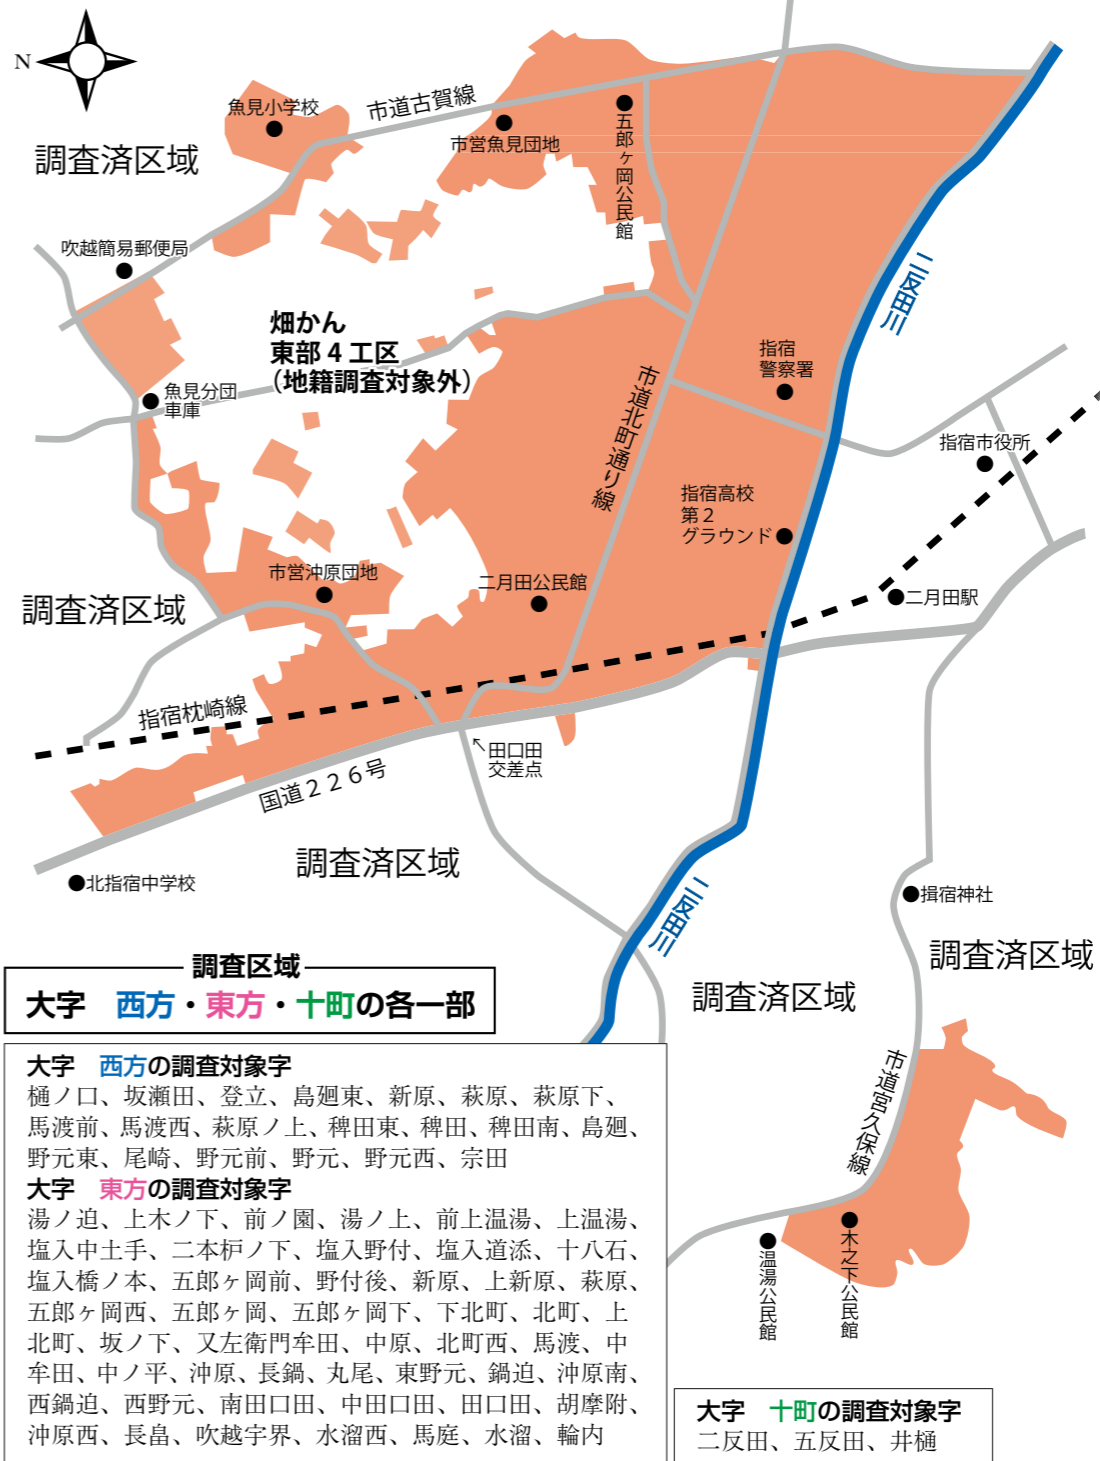 N
魚見小学校
市道古賀線
市営魚見団地
五郎ヶ岡公民館
調査済区域
吹越簡易郵便局
二反田川
畑かん
東部4工区
（地籍調査対象外）
指宿
警察署
魚見分団
車庫
市道北町通り線
指宿市役所
指宿高校
第２
グラウンド
市営沖原団地
二月田公民館
二月田駅
調査済区域
指宿枕崎線
↖田口田
交差点
国道２２６号
調査済区域
北指宿中学校
二反田川
揖宿神社
調査済区域
調査済区域
市道宮久保線
温湯公民館
木之下公民館
調査区域
大字　西方・東方・十町の各一部
大字　西方の調査対象字
樋ノ口、坂瀬田、登立、島廻東、新原、萩原、萩原下、
馬渡前、馬渡西、萩原ノ上、稗田東、稗田、稗田南、島廻、
野元東、尾崎、野元前、野元、野元西、宗田
大字　東方の調査対象字
湯ノ迫、上木ノ下、前ノ園、湯ノ上、前上温湯、上温湯、
塩入中土手、二本枦ノ下、塩入野付、塩入道添、十八石、
塩入橋ノ本、五郎ヶ岡前、野付後、新原、上新原、萩原、
五郎ヶ岡西、五郎ヶ岡、五郎ヶ岡下、下北町、北町、上
北町、坂ノ下、又左衛門牟田、中原、北町西、馬渡、中
牟田、中ノ平、沖原、長鍋、丸尾、東野元、鍋迫、沖原南、
西鍋迫、西野元、南田口田、中田口田、田口田、胡摩附、
沖原西、長畠、吹越宇界、水溜西、馬庭、水溜、輪内
大字　十町の調査対象字
二反田、五反田、井樋